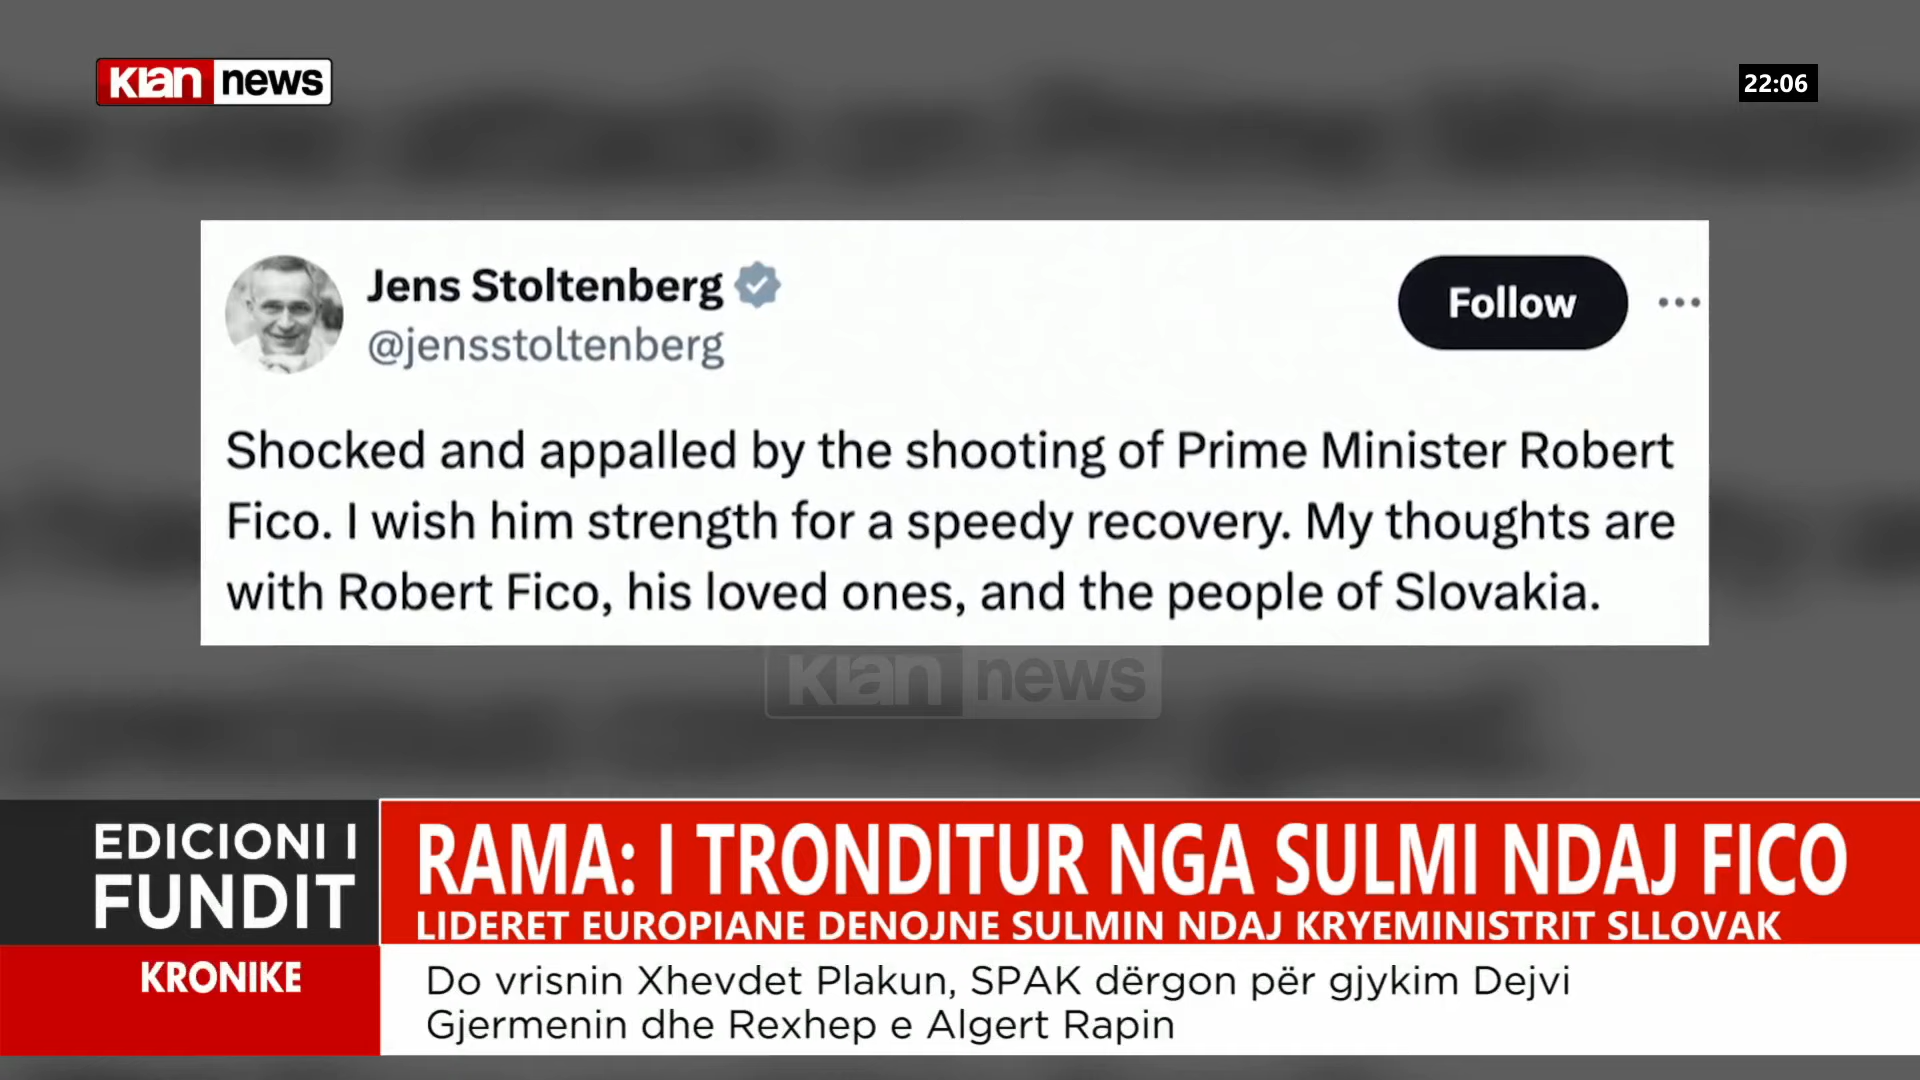 Klan news
22:06
Jens Stoltenberg
@jensstoltenberg
Follow
Shocked and appalled by the shooting of Prime Minister Robert
Fico. I wish him strength for a speedy recovery. My thoughts are
with Robert Fico, his loved ones, and the people of Slovakia.
Klan news
EDICIONI I
FUNDIT
RAMA: I TRONDITUR NGA SULMI NDAJ FICO
LIDERET EUROPIANE DENOJNE SULMIN NDAJ KRYEMINISTRIT SLLOVAK
KRONIKE
Do vrisnin Xhevdet Plakun, SPAK dërgon për gjykim Dejvi
Gjermenin dhe Rexhep e Algert Rapin